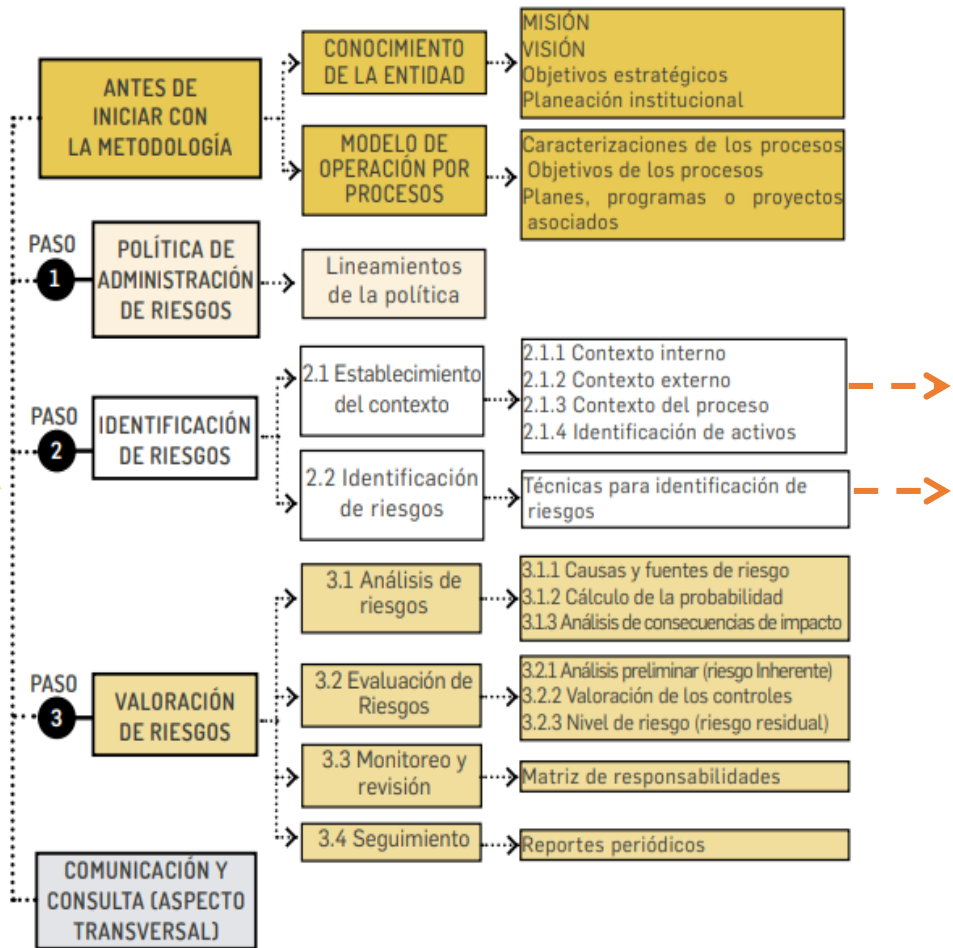 ANTES DE
INICIAR CON
LA METODOLOGÍA
CONOCIMIENTO
DE LA ENTIDAD
MISIÓN
VISIÓN
Objetivos estratégicos
Planeación institucional
MODELO DE
OPERACIÓN POR
PROCESOS
Caracterizaciones de los procesos
Objetivos de los procesos
Planes, programas o proyectos
asociados
PASO
1
POLÍTICA DE
ADMINISTRACIÓN
DE RIESGOS
Lineamientos
de la política
PASO
2
IDENTIFICACIÓN
DE RIESGOS
2.1 Establecimiento
del contexto
2.1.1 Contexto interno
2.1.2 Contexto externo
2.1.3 Contexto del proceso
2.1.4 Identificación de activos
2.2 Identificación
de riesgos
Técnicas para identificación de
riesgos
PASO
3
VALORACIÓN
DE RIESGOS
3.1 Análisis de
riesgos
3.1.1 Causas y fuentes de riesgo
3.1.2 Cálculo de la probabilidad
3.1.3 Análisis de consecuencias de impacto
3.2 Evaluación de
Riesgos
3.2.1 Análisis preliminar (riesgo Inherente)
3.2.2 Valoración de los controles
3.2.3 Nivel de riesgo (riesgo residual)
3.3 Monitoreo y
revisión
Matriz de responsabilidades
3.4 Seguimiento
Reportes periódicos
COMUNICACIÓN Y
CONSULTA (ASPECTO
TRANSVERSAL)